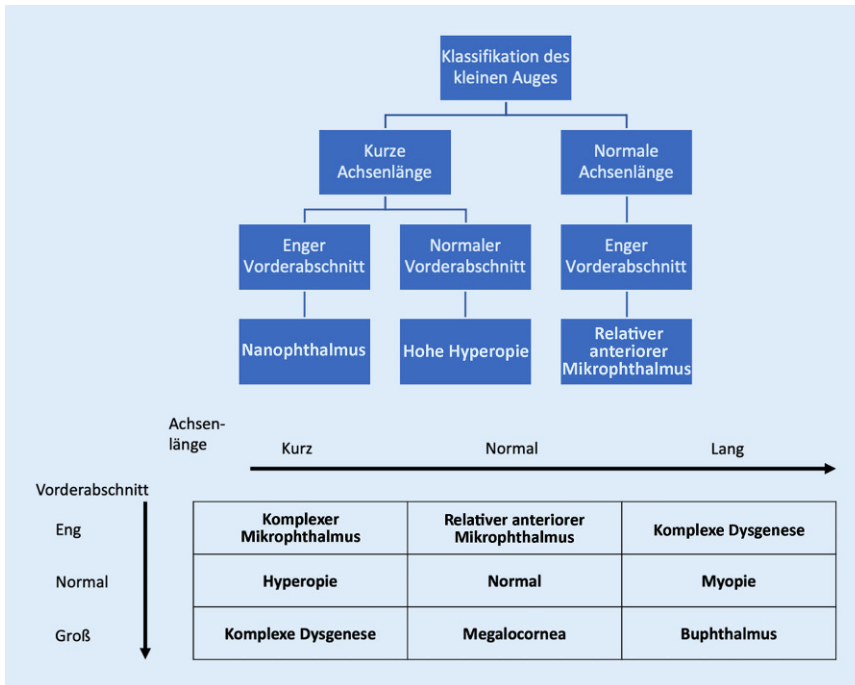 Klassifikation des
kleinen Auges
Kurze
Achsenlänge
Normale
Achsenlänge
Enger
Vorderabschnitt
Normaler
Vorderabschnitt
Enger
Vorderabschnitt
Nanophthalmus
Hohe Hyperopie
Relativer
anteriorer
Mikrophthalmus
Achsen-
länge
Kurz
Normal
Lang
Vorderabschnitt
Eng
Komplexer
Mikrophthalmus
Relativer anteriorer
Mikrophthalmus
Komplexe Dysgenese
Normal
Hyperopie
Normal
Myopie
Groß
Komplexe Dysgenese
Megalocornea
Buphthalmus